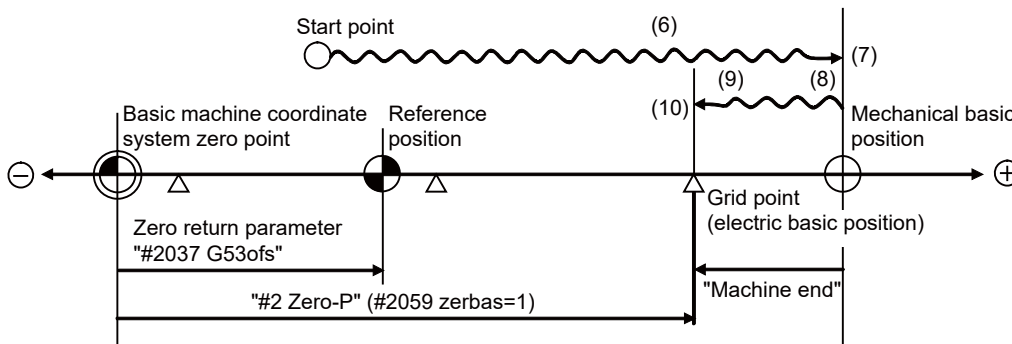 Start point
(6)
(7)
(10)
(9)
(8)
Basic machine coordinate
system zero point
Reference
position
Mechanical basic
position
Grid point
(electric basic position)
Zero return parameter
"#2037 G53ofs"
"Machine end"
"#2 Zero-P" (#2059 zerbas=1)